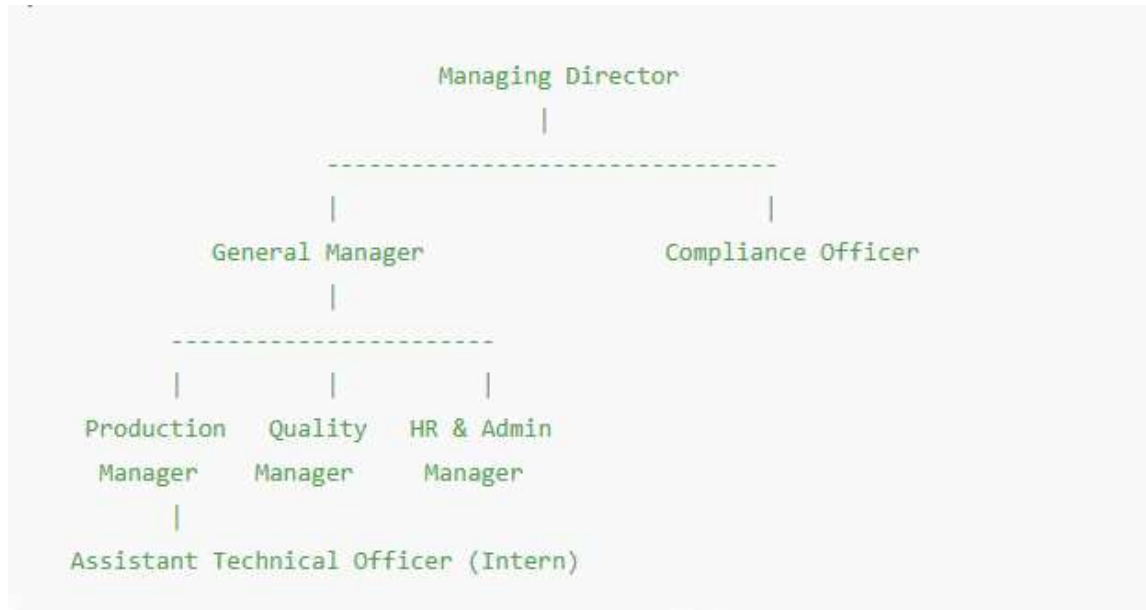 Managing Director
|
--------------------------------
| |
General Manager Compliance Officer
|
-----------------------
| | |
Production Quality HR & Admin
Manager Manager Manager
|
Assistant Technical Officer (Intern)